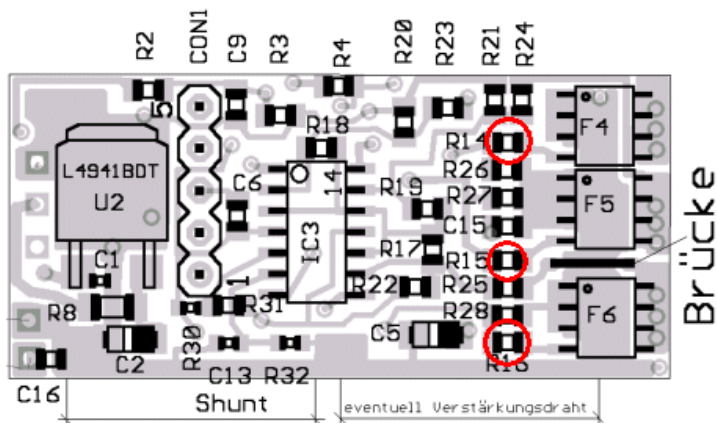 R2
CON1
C9
R3
R4
R20
R23
R21
R24
5
R18
R14
F4
L4941BDT
U2
C6
14
R26
R19
R27
F5
IC3
C15
R17
R15
Brücke
C1
1
R22
R25
R8
R31
R28
F6
C2
R30
C5
R16
C16
C13
R32
Shunt
eventuell Verstärkungsdraht